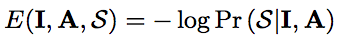 E(𝐈, 𝐀, 𝒮) = − log Pr (𝒮|𝐈, 𝐀)